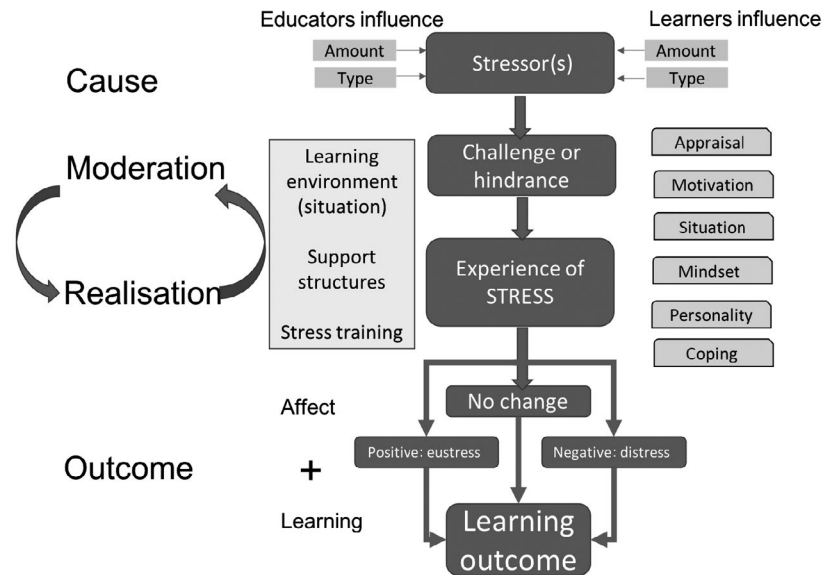 Educators influence
Learners influence
Amount
Type
Stressor(s)
Amount
Type
Cause
Moderation
Realisation
Learning
environment
(situation)
Support
structures
Stress training
Challenge or
hindrance
Experience of
STRESS
Appraisal
Motivation
Situation
Mindset
Personality
Coping
Affect
No change
Positive: eustress
Negative: distress
Outcome
+
Learning
Learning
outcome